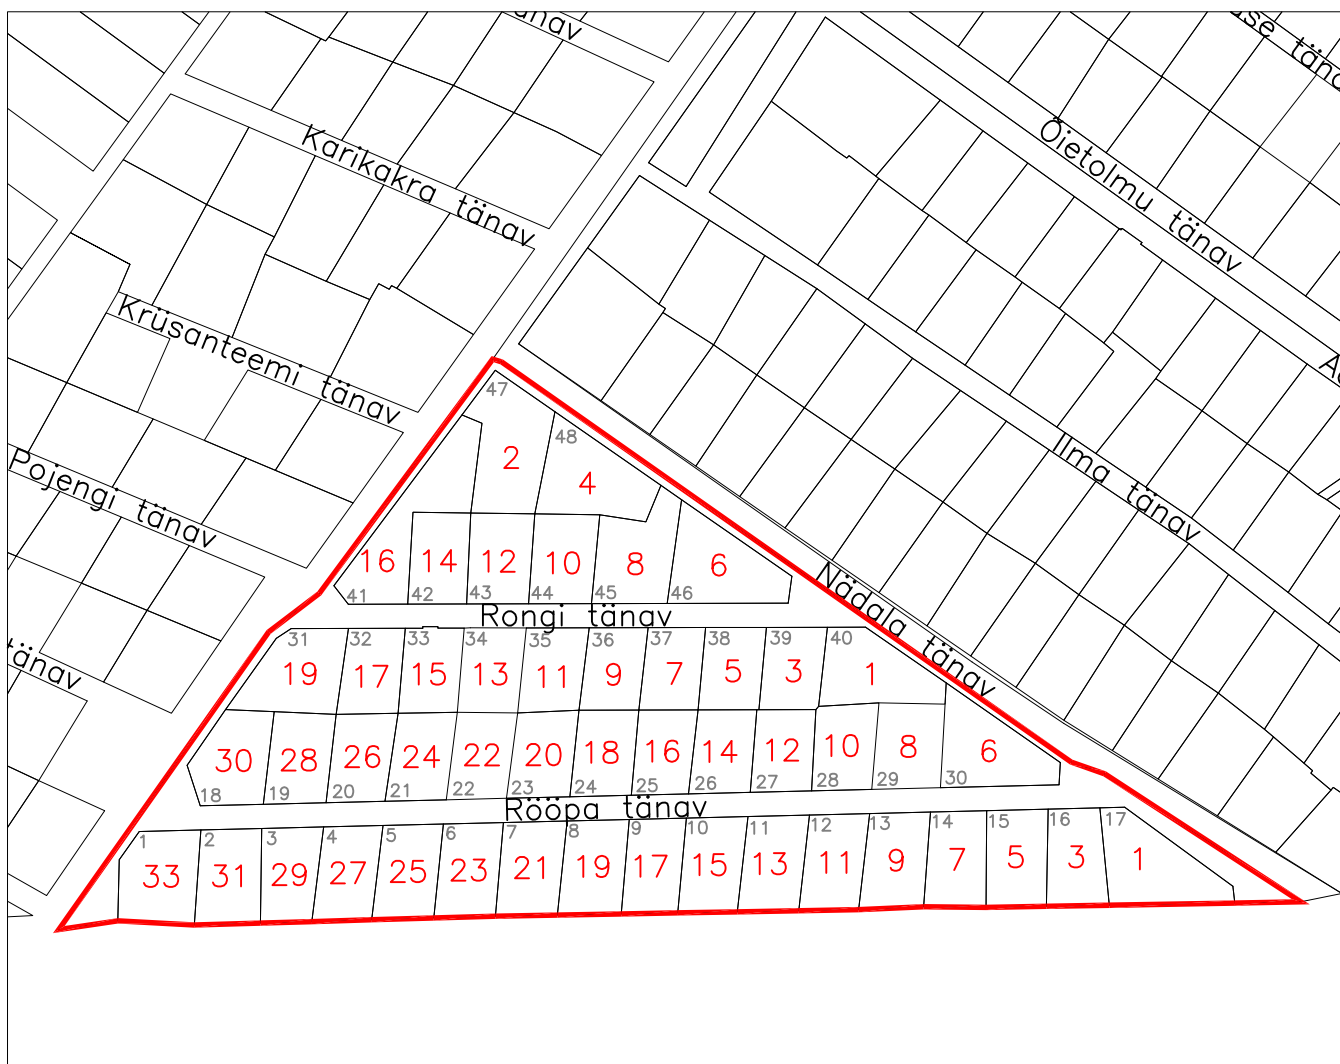 änav
se täna
Karikakra tänav
Õietolmu tänav
Krüsanteemi tänav
47
48
2
4
Ilma tänav
Pojengi tänav
16 14 12 10 8 6
41 42 43 44 45 46
Nädala tänav
Rongi tänav
tänav
31 32 33 34 35 36 37 38 39 40
19 17 15 13 11 9 7 5 3 1
30 28 26 24 22 20 18 16 14 12 10 8 6
18 19 20 21 22 23 24 25 26 27 28 29 30
Rööpa tänav
1 2 3 4 5 6 7 8 9 10 11 12 13 14 15 16 17
33 31 29 27 25 23 21 19 17 15 13 11 9 7 5 3 1